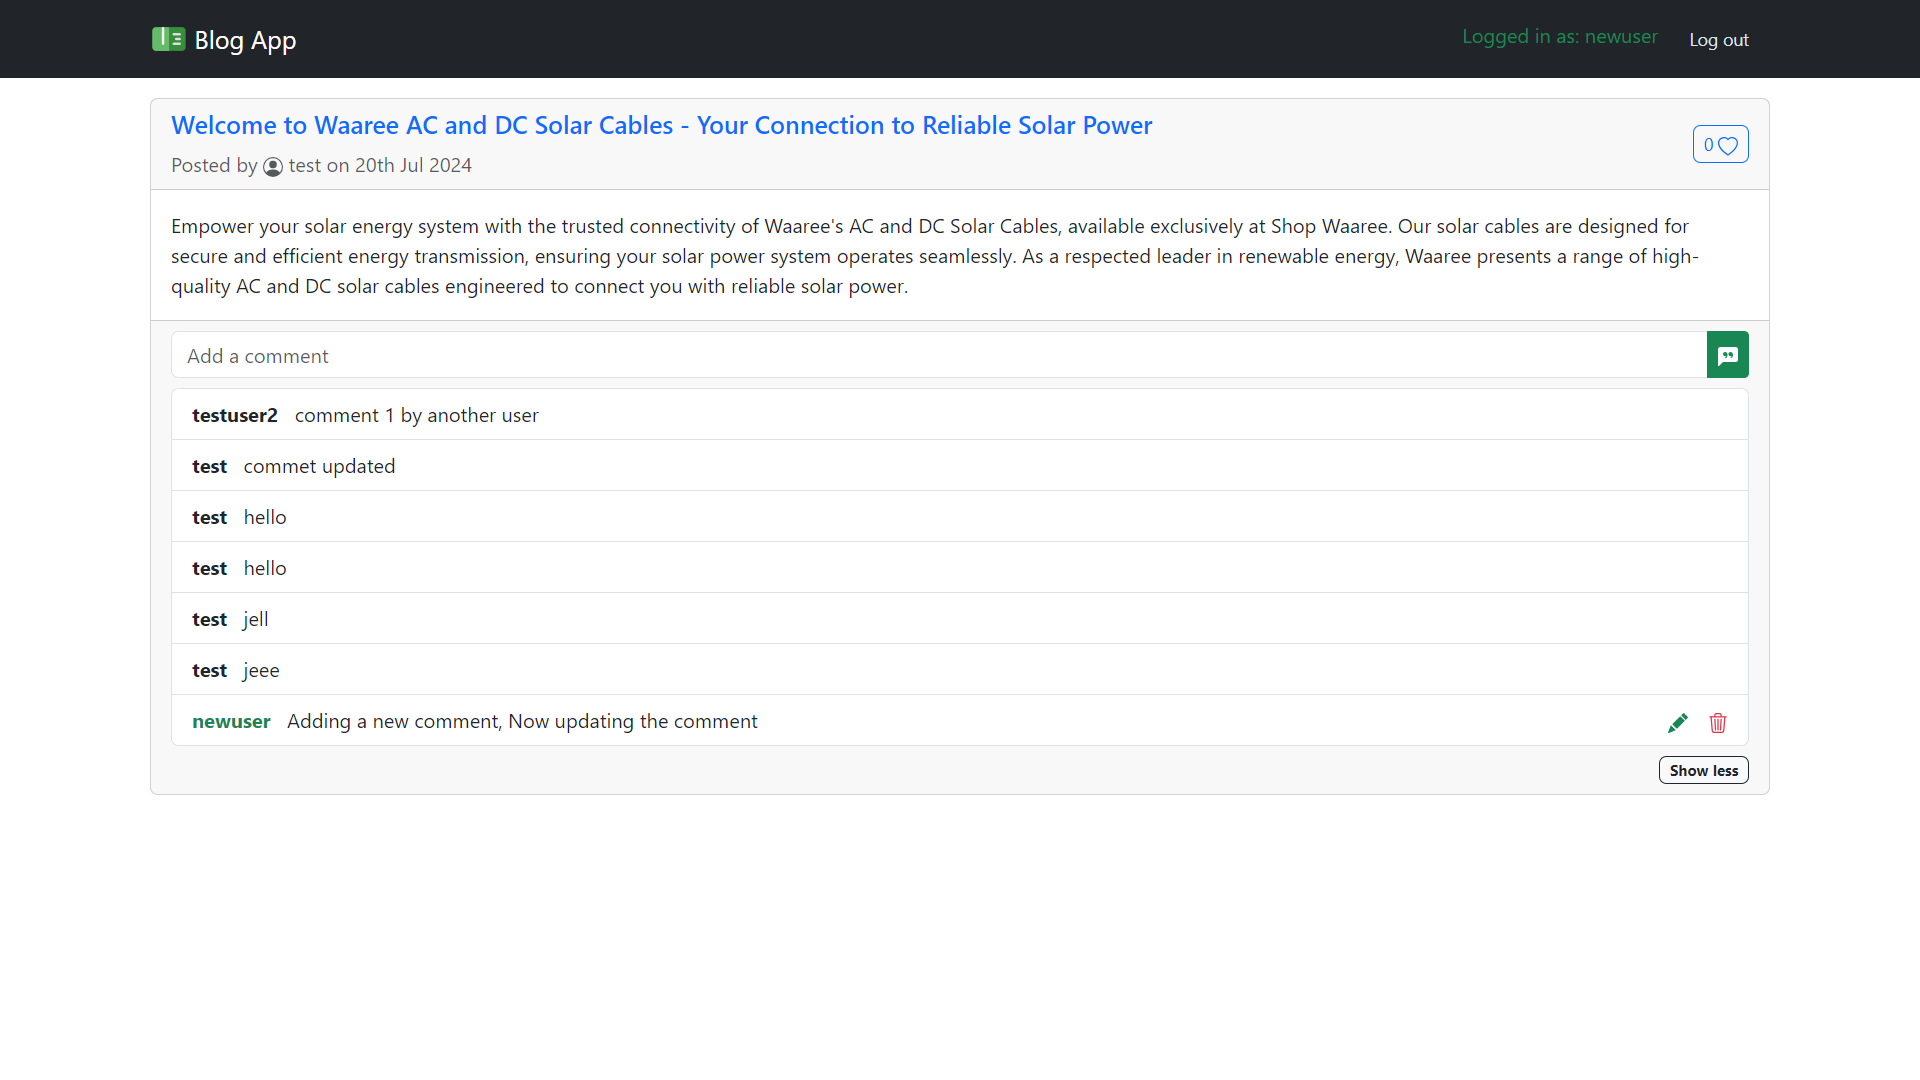 Blog App
Logged in as: newuser
Log out
Welcome to Waaree AC and DC Solar Cables - Your Connection to Reliable Solar Power
Posted by test on 20th Jul 2024
0
Empower your solar energy system with the trusted connectivity of Waaree's AC and DC Solar Cables, available exclusively at Shop Waaree. Our solar cables are designed for
secure and efficient energy transmission, ensuring your solar power system operates seamlessly. As a respected leader in renewable energy, Waaree presents a range of high-
quality AC and DC solar cables engineered to connect you with reliable solar power.
Add a comment
testuser2 comment 1 by another user
test commet updated
test hello
test hello
test jell
test jeee
newuser Adding a new comment, Now updating the comment
Show less